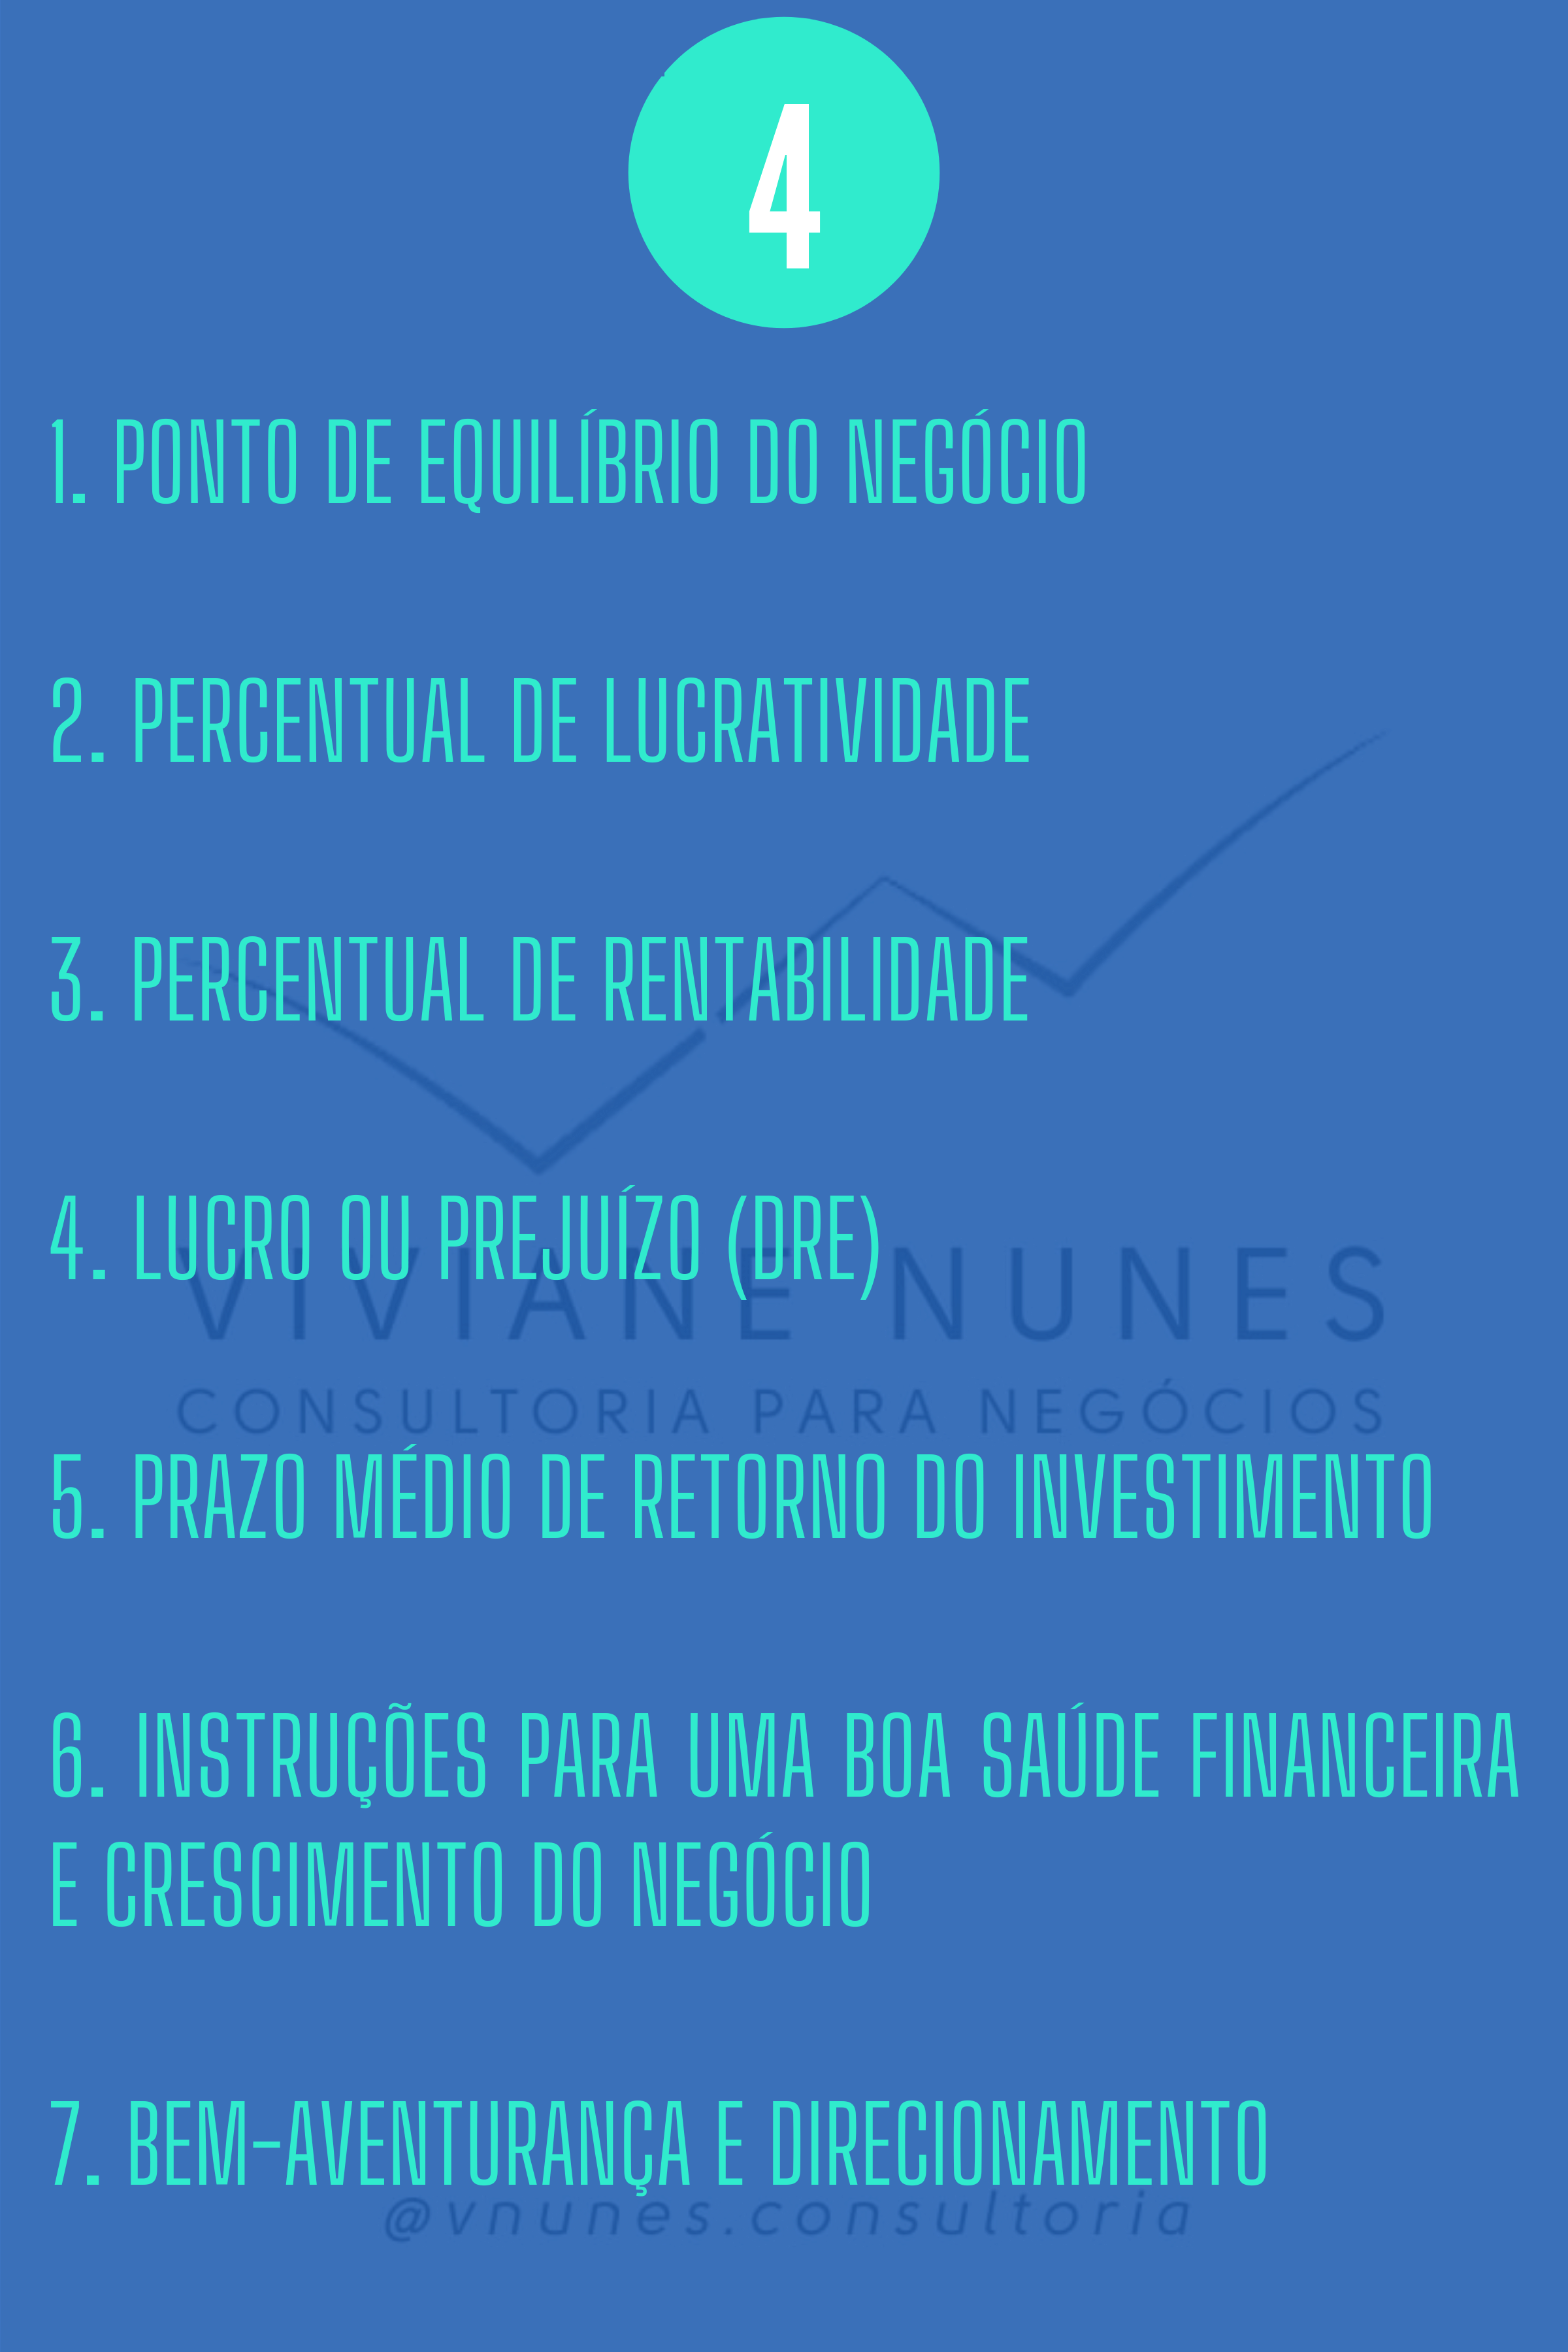 4
1. PONTO DE EQUILÍBRIO DO NEGÓCIO
2. PERCENTUAL DE LUCRATIVIDADE
3. PERCENTUAL DE RENTABILIDADE
4. LUCRO OU PREJUÍZO (DRE)
VIVIANE NUNES
CONSULTORIA PARA NEGÓCIOS
5. PRAZO MÉDIO DE RETORNO DO INVESTIMENTO
6. INSTRUÇÕES PARA UMA BOA SAÚDE FINANCEIRA
E CRESCIMENTO DO NEGÓCIO
7. BEM-AVENTURANÇA E DIRECIONAMENTO
@vnunes.consultoria